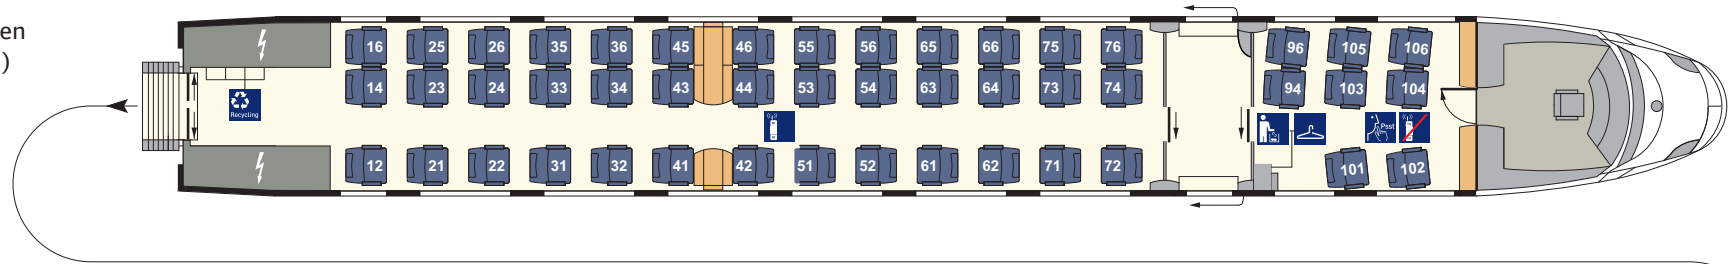 en
)
16 25 26 35 36 45 46 55 56 65 66 75 76 96 105 106
14 23 24 33 34 43 44 53 54 63 64 73 74 94 103 104
Recycling
Psst
12 21 22 31 32 41 42 51 52 61 62 71 72 101 102